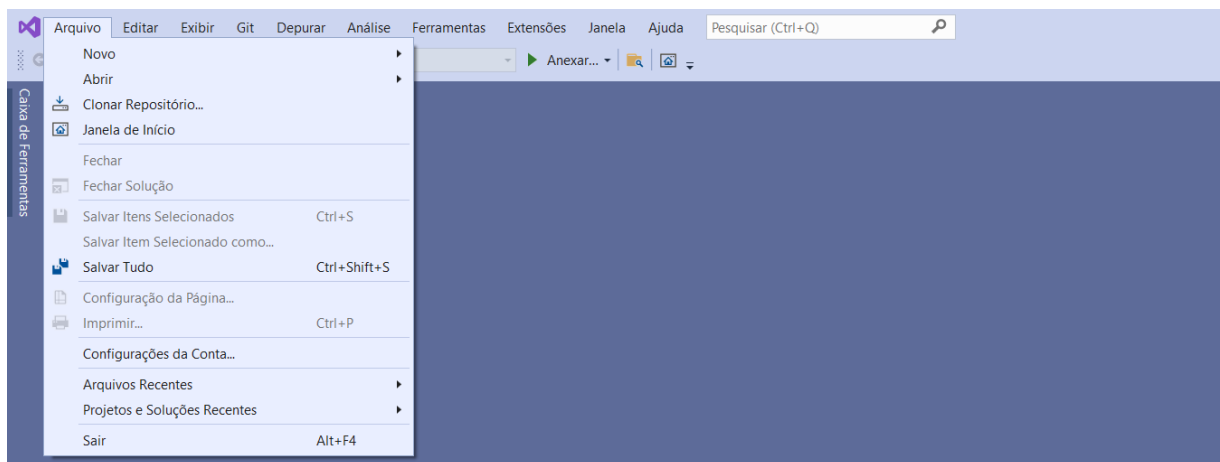 Arquivo Editar Exibir Git Depurar Análise Ferramentas Extensões Janela Ajuda Pesquisar (Ctrl+Q)
Anexar...
Caixa de Ferramentas
Novo
Abrir
Clonar Repositório...
Janela de Início
Fechar
Fechar Solução
Salvar Itens Selecionados Ctrl+S
Salvar Item Selecionado como...
Salvar Tudo Ctrl+Shift+S
Configuração da Página...
Imprimir... Ctrl+P
Configurações da Conta...
Arquivos Recentes
Projetos e Soluções Recentes
Sair Alt+F4